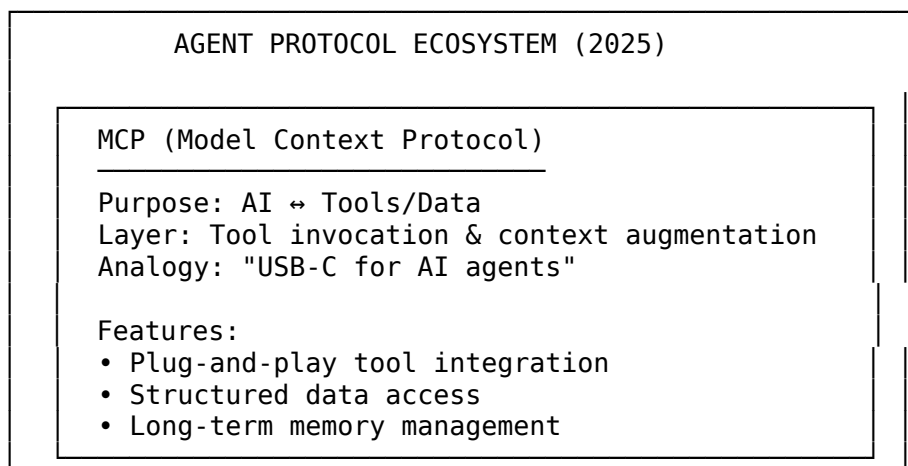 AGENT PROTOCOL ECOSYSTEM (2025)
MCP (Model Context Protocol)
Purpose: AI ↔ Tools/Data
Layer: Tool invocation & context augmentation
Analogy: "USB-C for AI agents"
Features:
• Plug-and-play tool integration
• Structured data access
• Long-term memory management